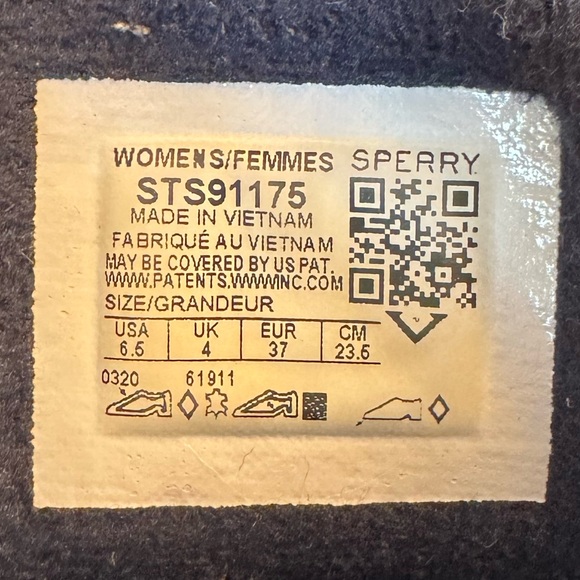 WOMENS/FEMMES SPERRY
STS91175
MADE IN VIETNAM
FABRIQUÉ AU VIETNAM
MAY BE COVERED BY US PAT.
WWW.PATENTS.WWWINC.COM
SIZE/GRANDEUR
USA UK EUR CM
6.5 4 37 23.5
0320 61911